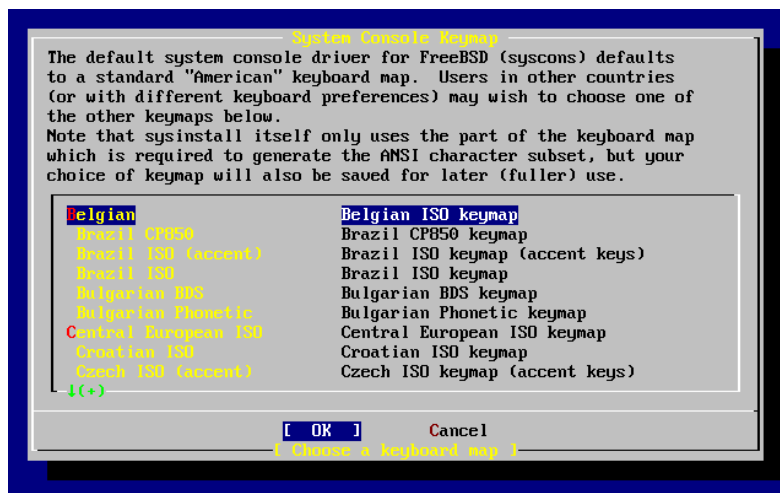 System Console Keymap
The default system console driver for FreeBSD (syscons) defaults
to a standard "American" keyboard map.  Users in other countries
(or with different keyboard preferences) may wish to choose one of
the other keymaps below.
Note that sysinstall itself only uses the part of the keyboard map
which is required to generate the ANSI character subset, but your
choice of keymap will also be saved for later (fuller) use.
Belgian Belgian ISO keymap
Brazil CP850 Brazil CP850 keymap
Brazil ISO (accent) Brazil ISO keymap (accent keys)
Brazil ISO Brazil ISO keymap
Bulgarian BDS Bulgarian BDS keymap
Bulgarian Phonetic Bulgarian Phonetic keymap
Central European ISO Central European ISO keymap
Croatian ISO Croatian ISO keymap
Czech ISO (accent) Czech ISO keymap (accent keys)
↓(+)
[ OK ] Cancel
[ Choose a keyboard map ]